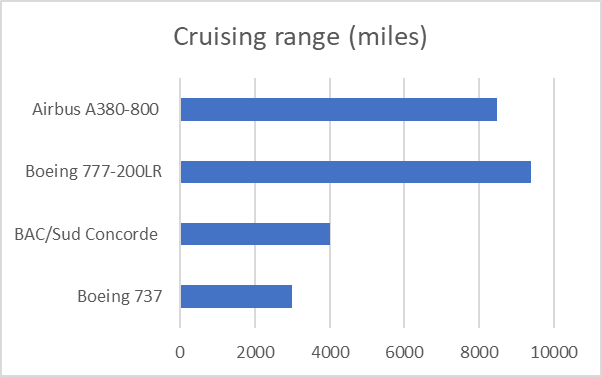 Cruising range (miles)
Airbus A380-800
Boeing 777-200LR
BAC/Sud Concorde
Boeing 737
0 2000 4000 6000 8000 10000